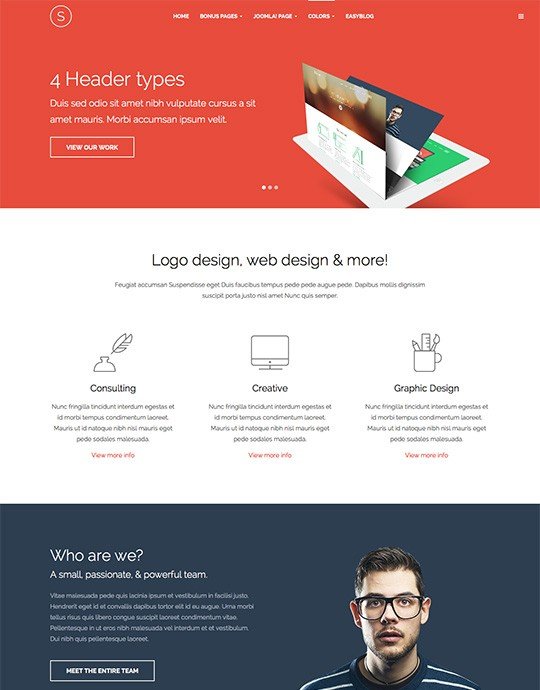 S
HOME BONUS PAGES JOOMLA! PAGE COLORS EASYBLOG
4 Header types
Duis sed odio sit amet nibh vulputate cursus a sit
amet mauris. Morbi accumsan ipsum velit.
VIEW OUR WORK
Logo design, web design & more!
Feugiat accumsan Suspendisse eget Duis faucibus tempus pede pede augue pede. Dapibus mollis dignissim
suscipit porta justo nisl amet Nunc quis semper.
Consulting
Nunc fringilla tincidunt interdum egestas et
id morbi tempus condimentum laoreet.
Mauris ut id natoque nibh nisl mauris eget
pede sodales malesuada.
View more info
Creative
Nunc fringilla tincidunt interdum egestas et
id morbi tempus condimentum laoreet.
Mauris ut id natoque nibh nisl mauris eget
pede sodales malesuada.
View more info
Graphic Design
Nunc fringilla tincidunt interdum egestas et
id morbi tempus condimentum laoreet.
Mauris ut id natoque nibh nisl mauris eget
pede sodales malesuada.
View more info
Who are we?
A small, passionate, & powerful team.
Vitae malesuada pede quis lacinia ipsum et vestibulum in facilisi justo.
Hendrerit eget id et convallis dapibus tortor elit id eu augue. Urna morbi
tellus risus quis libero congue suscipit laoreet condimentum vitae.
Pellentesque in ut eros no mauris malesuada vel interdum et et vestibulum.
Dui nibh quis pellentesque laoreet.
MEET THE ENTIRE TEAM